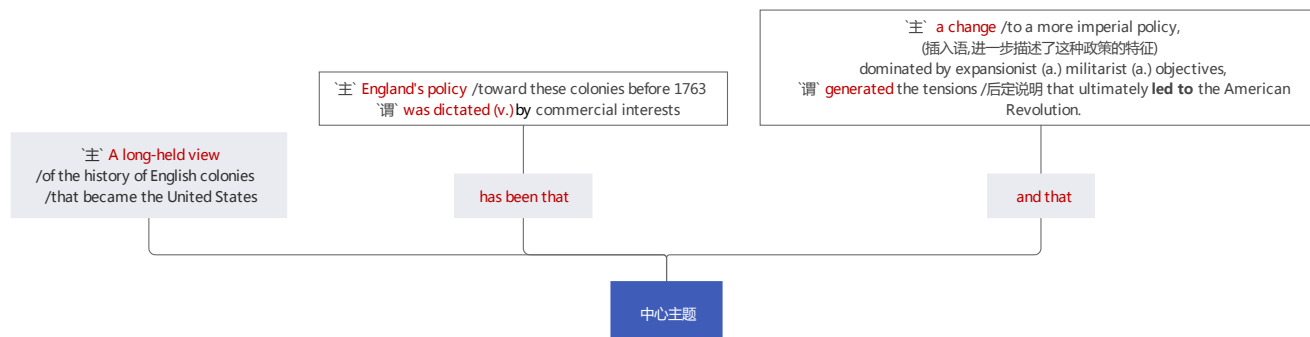 `主` a change /to a more imperial policy,
(插入语,进一步描述了这种政策的特征)
dominated by expansionist (a.) militarist (a.) objectives,
`谓` generated the tensions /后定说明 that ultimately led to the American
Revolution.
`主` England's policy /toward these colonies before 1763
`谓` was dictated (v.) by commercial interests
`主` A long-held view
/of the history of English colonies
/that became the United States
has been that
and that
中心主题